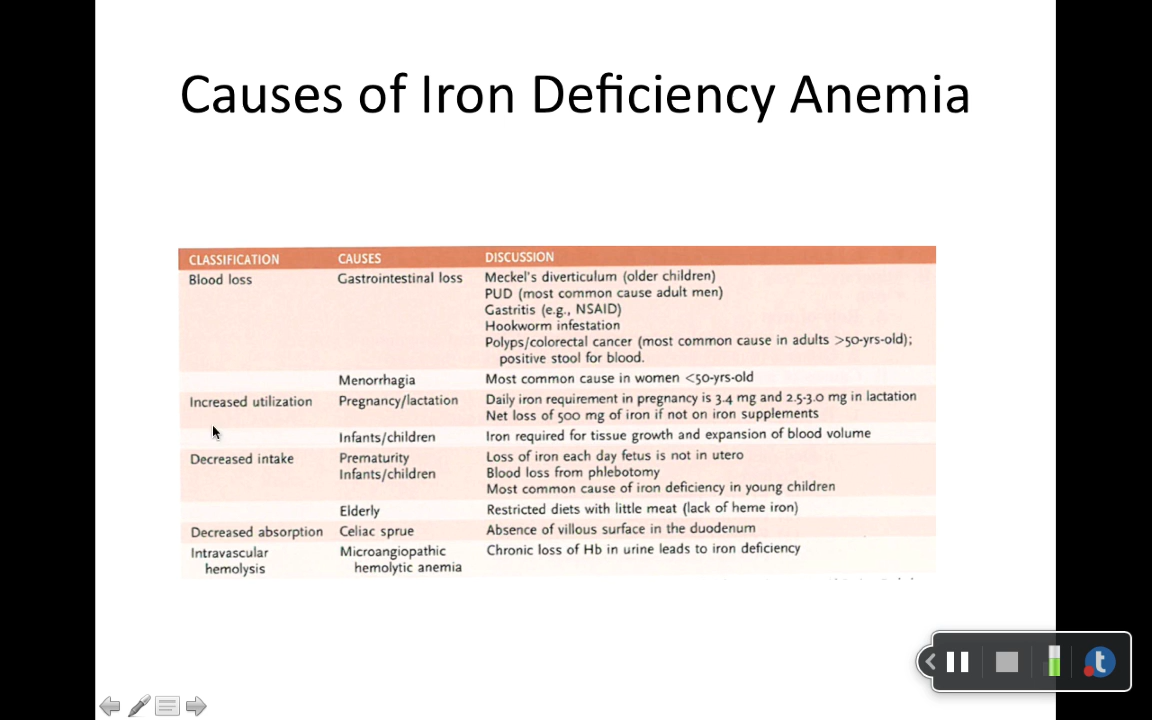 Causes of Iron Deficiency Anemia
CLASSIFICATION CAUSES DISCUSSION
Blood loss Gastrointestinal loss Meckel's diverticulum (older children)
PUD (most common cause adult men)
Gastritis (e.g., NSAID)
Hookworm infestation
Polyps/colorectal cancer (most common cause in adults >50-yrs-old);
positive stool for blood.
Menorrhagia Most common cause in women <50-yrs-old
Increased utilization Pregnancy/lactation Daily iron requirement in pregnancy is 3.4 mg and 2.5-3.0 mg in lactation
Net loss of 500 mg of iron if not on iron supplements
Infants/children Iron required for tissue growth and expansion of blood volume
Decreased intake Prematurity Loss of iron each day fetus is not in utero
Infants/children Blood loss from phlebotomy
Most common cause of iron deficiency in young children
Elderly Restricted diets with little meat (lack of heme iron)
Decreased absorption Celiac sprue Absence of villous surface in the duodenum
Intravascular Microangiopathic Chronic loss of Hb in urine leads to iron deficiency
hemolysis hemolytic anemia
t